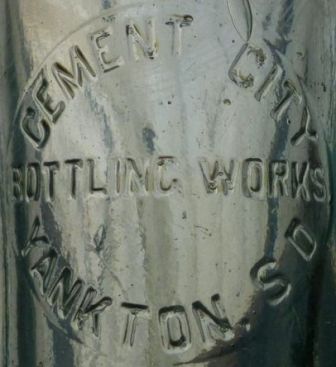 CEMENT CITY
BOTTLING WORKS
YANKTON, S D